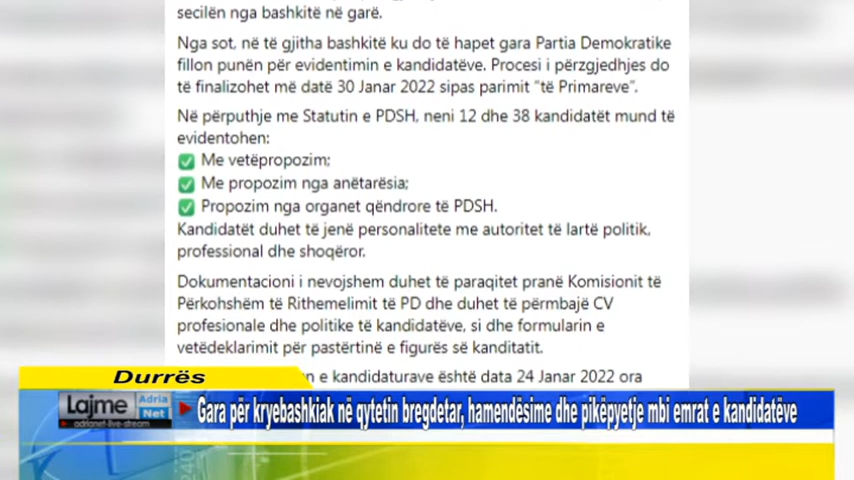 secilën nga bashkitë në garë.
Nga sot, në të gjitha bashkitë ku do të hapet gara Partia Demokratike
fillon punën për evidentimin e kandidatëve. Procesi i përzgjedhjes do
të finalizohet më datë 30 Janar 2022 sipas parimit "të Primareve".
Në përputhje me Statutin e PDSH, neni 12 dhe 38 kandidatët mund të
evidentohen:
✅ Me vetëpropozim;
✅ Me propozim nga anëtarësia;
✅ Propozim nga organet qëndrore të PDSH.
Kandidatët duhet të jenë personalitete me autoritet të lartë politik,
professional dhe shoqëror.
Dokumentacioni i nevojshem duhet të paraqitet pranë Komisionit të
Përkohshëm të Rithemelimit të PD dhe duhet të përmbajë CV
profesionale dhe politike të kandidatëve, si dhe formularin e
vetëdeklarimit për pastërtinë e figurës së kanditatit.
n e kandidaturave është data 24 Janar 2022 ora
Durrës
Lajme
Adria
Net
adrianet-live-stream
Gara për kryebashkiak në qytetin bregdetar, hamendësime dhe pikëpyetje mbi emrat e kandidatëve